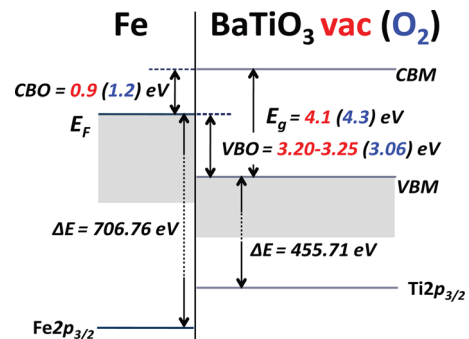 Fe
BaTiO3 vac (O2)
CBM
CBO = 0.9 (1.2) eV
EF
Eg = 4.1 (4.3) eV
VBO = 3.20-3.25 (3.06) eV
VBM
ΔE = 706.76 eV
ΔE = 455.71 eV
Ti2p3/2
Fe2p3/2